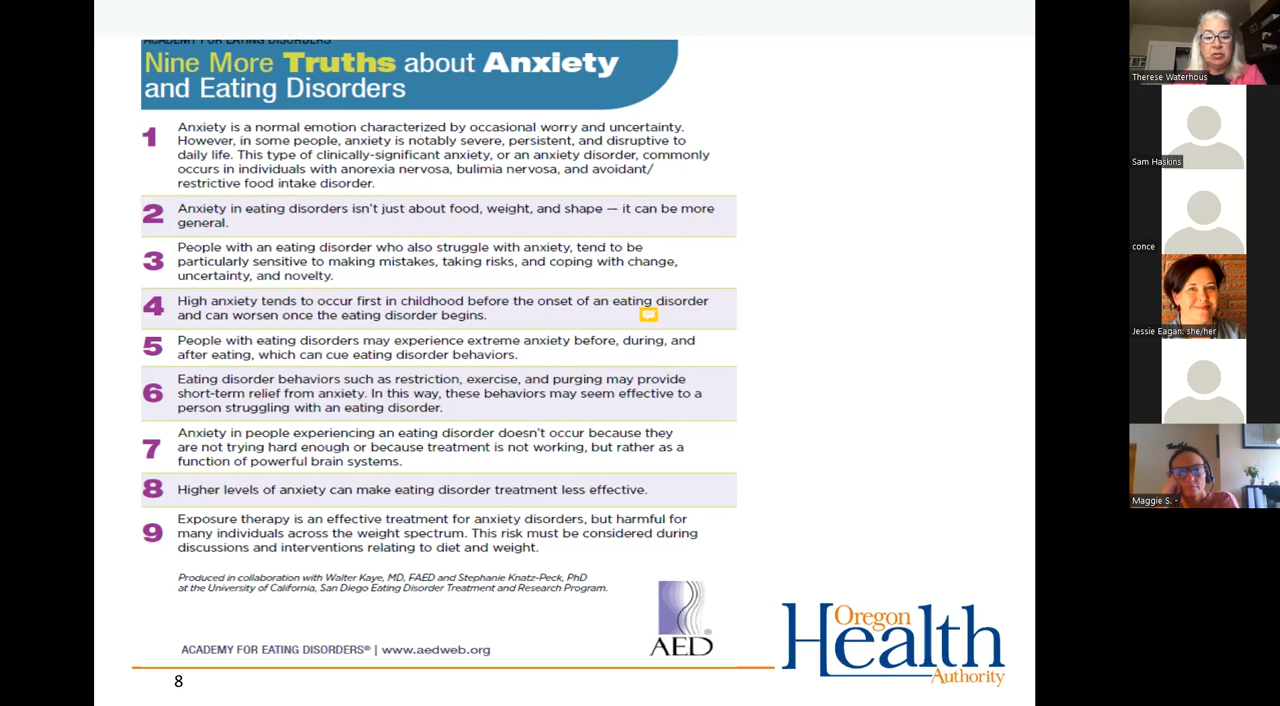 ACADEMY FOR EATING DISORDERS
Nine More Truths about Anxiety
and Eating Disorders
1 Anxiety is a normal emotion characterized by occasional worry and uncertainty.
However, in some people, anxiety is notably severe, persistent, and disruptive to
daily life. This type of clinically-significant anxiety, or an anxiety disorder, commonly
occurs in individuals with anorexia nervosa, bulimia nervosa, and avoidant/
restrictive food intake disorder.
2 Anxiety in eating disorders isn't just about food, weight, and shape — it can be more
general.
3 People with an eating disorder who also struggle with anxiety, tend to be
particularly sensitive to making mistakes, taking risks, and coping with change,
uncertainty, and novelty.
4 High anxiety tends to occur first in childhood before the onset of an eating disorder
and can worsen once the eating disorder begins.
5 People with eating disorders may experience extreme anxiety before, during, and
after eating, which can cue eating disorder behaviors.
6 Eating disorder behaviors such as restriction, exercise, and purging may provide
short-term relief from anxiety. In this way, these behaviors may seem effective to a
person struggling with an eating disorder.
7 Anxiety in people experiencing an eating disorder doesn't occur because they
are not trying hard enough or because treatment is not working, but rather as a
function of powerful brain systems.
8 Higher levels of anxiety can make eating disorder treatment less effective.
9 Exposure therapy is an effective treatment for anxiety disorders, but harmful for
many individuals across the weight spectrum. This risk must be considered during
discussions and interventions relating to diet and weight.
Produced in collaboration with Walter Kaye, MD, FAED and Stephanie Knatz-Peck, PhD
at the University of California, San Diego Eating Disorder Treatment and Research Program.
ACADEMY FOR EATING DISORDERS® | www.aedweb.org
®
AED
Oregon
Health
Authority
8
Therese Waterhous
Sam Haskins
conce
Jessie Eagan: she/her
Maggie S. -